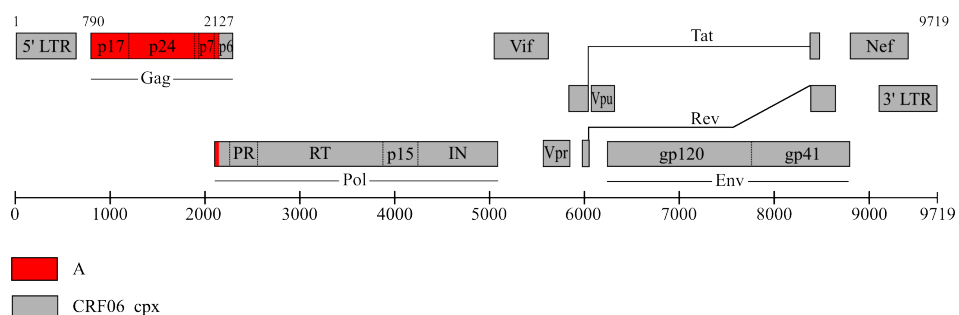 1 790 2127 9719
5' LTR p17 p24 p7 p6 Vif Tat Nef
Gag
Vpu 3' LTR
Rev
PR RT p15 IN Vpr gp120 gp41
Pol Env
0 1000 2000 3000 4000 5000 6000 7000 8000 9000 9719
A
CRF06 cpx